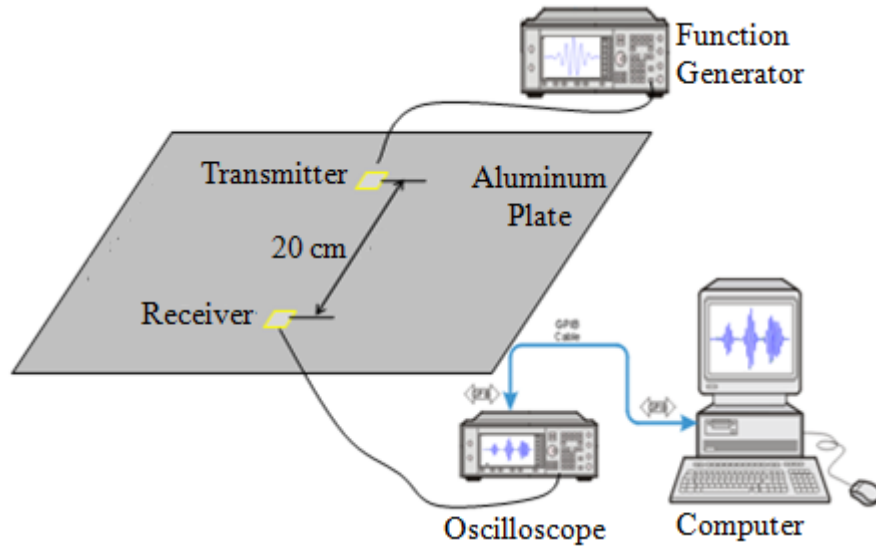 Function
Generator
Transmitter
Aluminum
Plate
20 cm
Receiver
GPIB
Cable
Oscilloscope
Computer